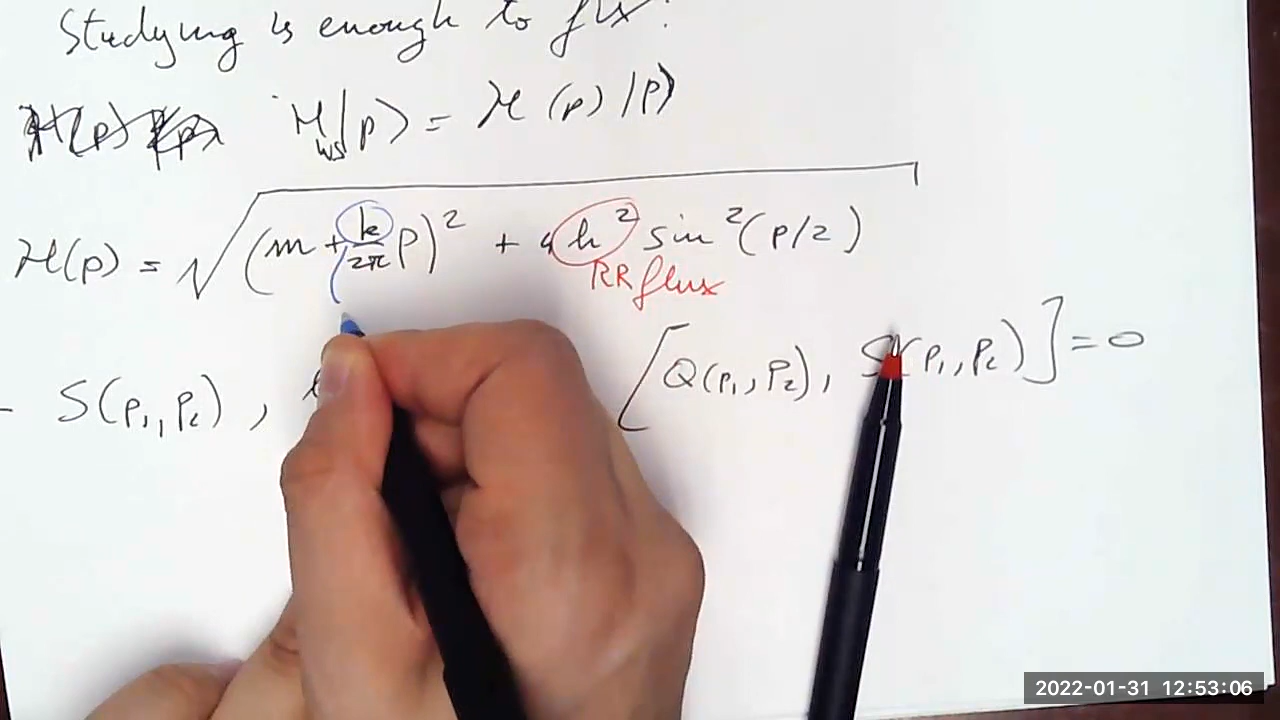 Studying is enough to fix:
H_ws|p⟩ = H(p)|p⟩
H(p) = √((m + k/2π p)² + 4h² sin²(p/2))
RR flux
- S(p₁,p₂), [Q(p₁,p₂), S(p₁,p₂)] = 0
2022-01-31 12:53:06